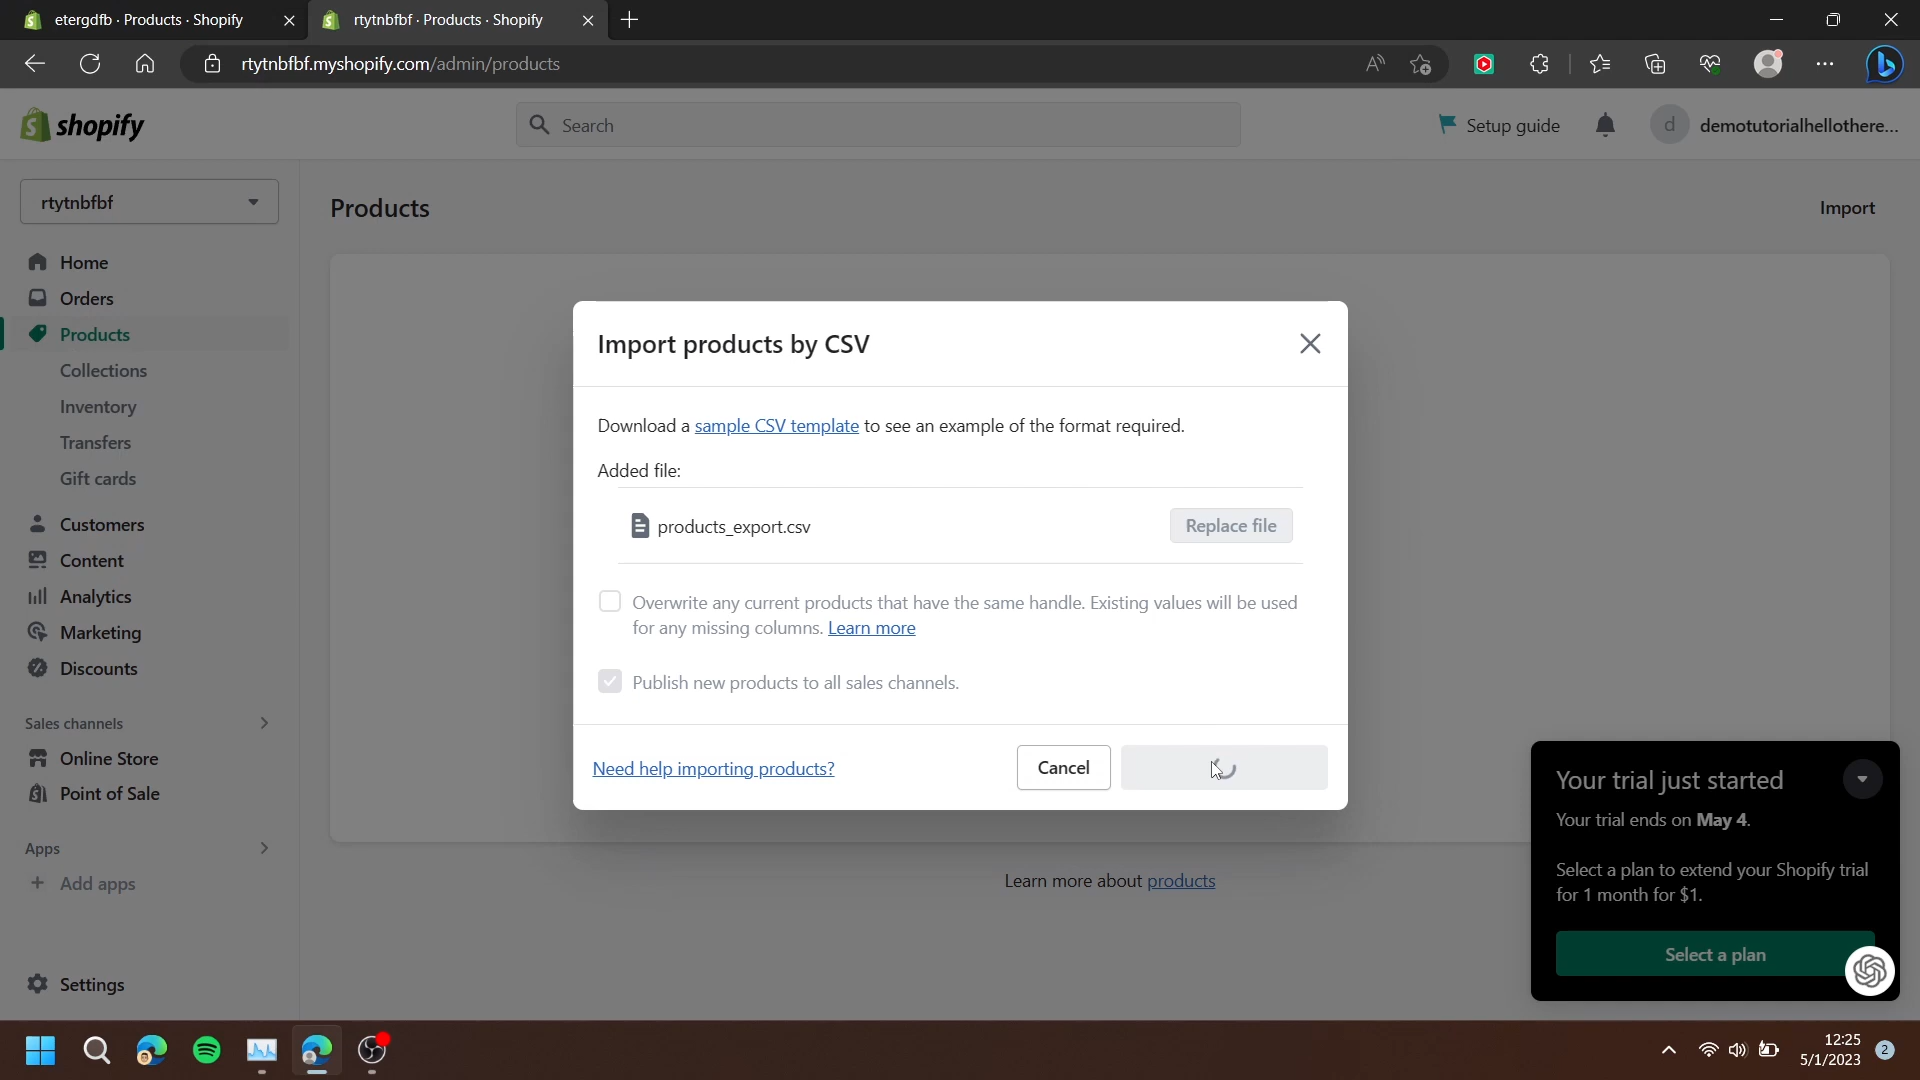 etergdfb · Products · Shopify
rtytnbfbf · Products · Shopify
rtytnbfbf.myshopify.com/admin/products
shopify
Search
Setup guide
d
demotutorialhellothere...
rtytnbfbf
Products
Import
Home
Orders
Products
Collections
Inventory
Transfers
Gift cards
Customers
Content
Analytics
Marketing
Discounts
Sales channels
Online Store
Point of Sale
Apps
Add apps
Settings
Import products by CSV
Download a sample CSV template to see an example of the format required.
Added file:
products_export.csv
Replace file
Overwrite any current products that have the same handle. Existing values will be used
for any missing columns. Learn more
Publish new products to all sales channels.
Need help importing products?
Cancel
Learn more about products
Your trial just started
Your trial ends on May 4.
Select a plan to extend your Shopify trial
for 1 month for $1.
Select a plan
12:25
5/1/2023
2